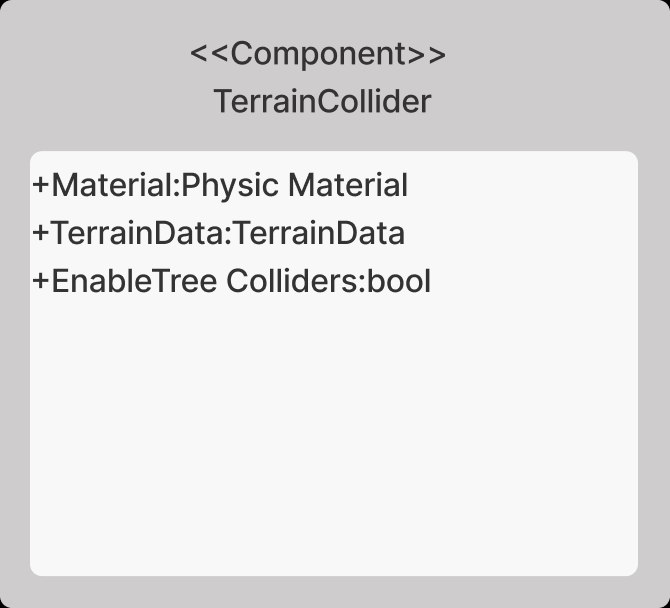 <<Component>>
TerrainCollider
+Material:Physic Material
+TerrainData:TerrainData
+EnableTree Colliders:bool